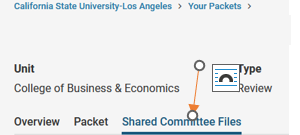 California State University-Los Angeles > Your Packets >
Unit Type
College of Business & Economics Review
Overview Packet Shared Committee Files